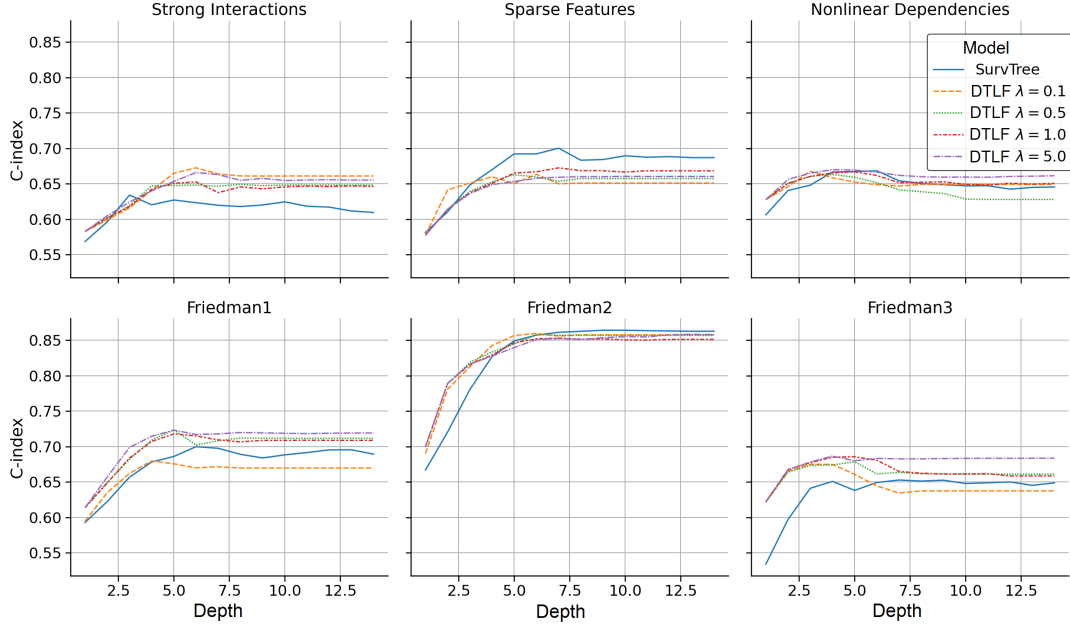 Strong Interactions
Sparse Features
Nonlinear Dependencies
C-index
0.85
0.80
0.75
0.70
0.65
0.60
0.55
Model
SurvTree
DTLF λ = 0.1
DTLF λ = 0.5
DTLF λ = 1.0
DTLF λ = 5.0
Friedman1
Friedman2
Friedman3
C-index
0.85
0.80
0.75
0.70
0.65
0.60
0.55
2.5 5.0 7.5 10.0 12.5
2.5 5.0 7.5 10.0 12.5
2.5 5.0 7.5 10.0 12.5
Depth
Depth
Depth